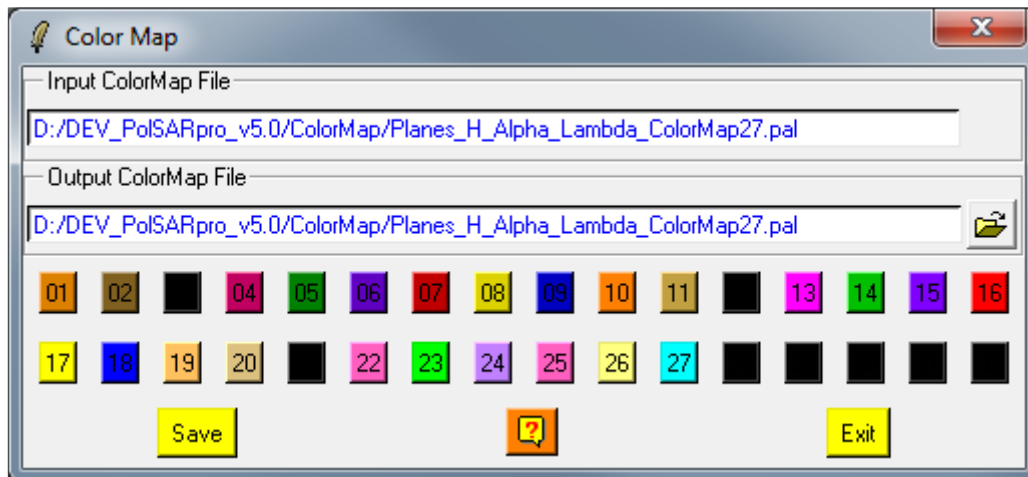 Color Map
Input ColorMap File
D:/DEV_PolSARpro_v5.0/ColorMap/Planes_H_Alpha_Lambda_ColorMap27.pal
Output ColorMap File
D:/DEV_PolSARpro_v5.0/ColorMap/Planes_H_Alpha_Lambda_ColorMap27.pal
01 02 04 05 06 07 08 09 10 11 13 14 15 16
17 18 19 20 22 23 24 25 26 27
Save ? Exit